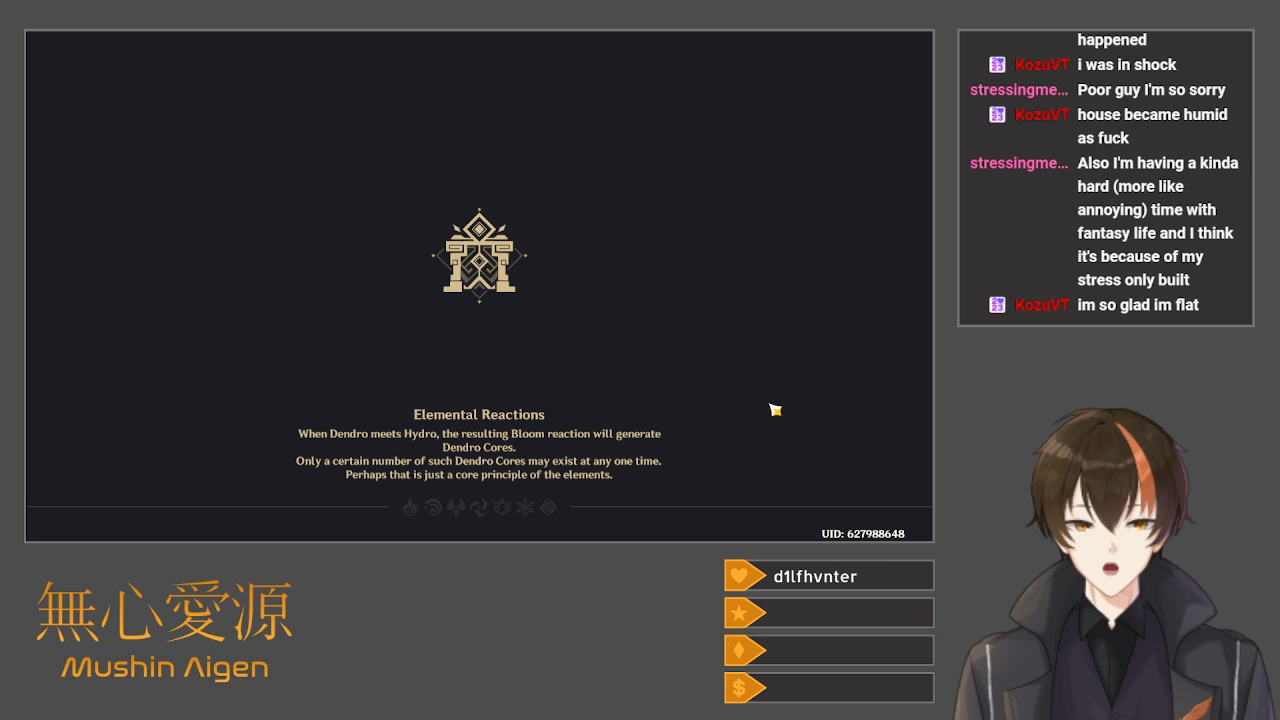 happened
KozuVT i was in shock
stressingme... Poor guy I'm so sorry
KozuVT house became humid
as fuck
stressingme... Also I'm having a kinda
hard (more like
annoying) time with
fantasy life and I think
it's because of my
stress only built
KozuVT im so glad im flat
Elemental Reactions
When Dendro meets Hydro, the resulting Bloom reaction will generate
Dendro Cores.
Only a certain number of such Dendro Cores may exist at any one time.
Perhaps that is just a core principle of the elements.
UID: 627988648
d1lfhvnter
$
無心愛源
Mushin Aigen